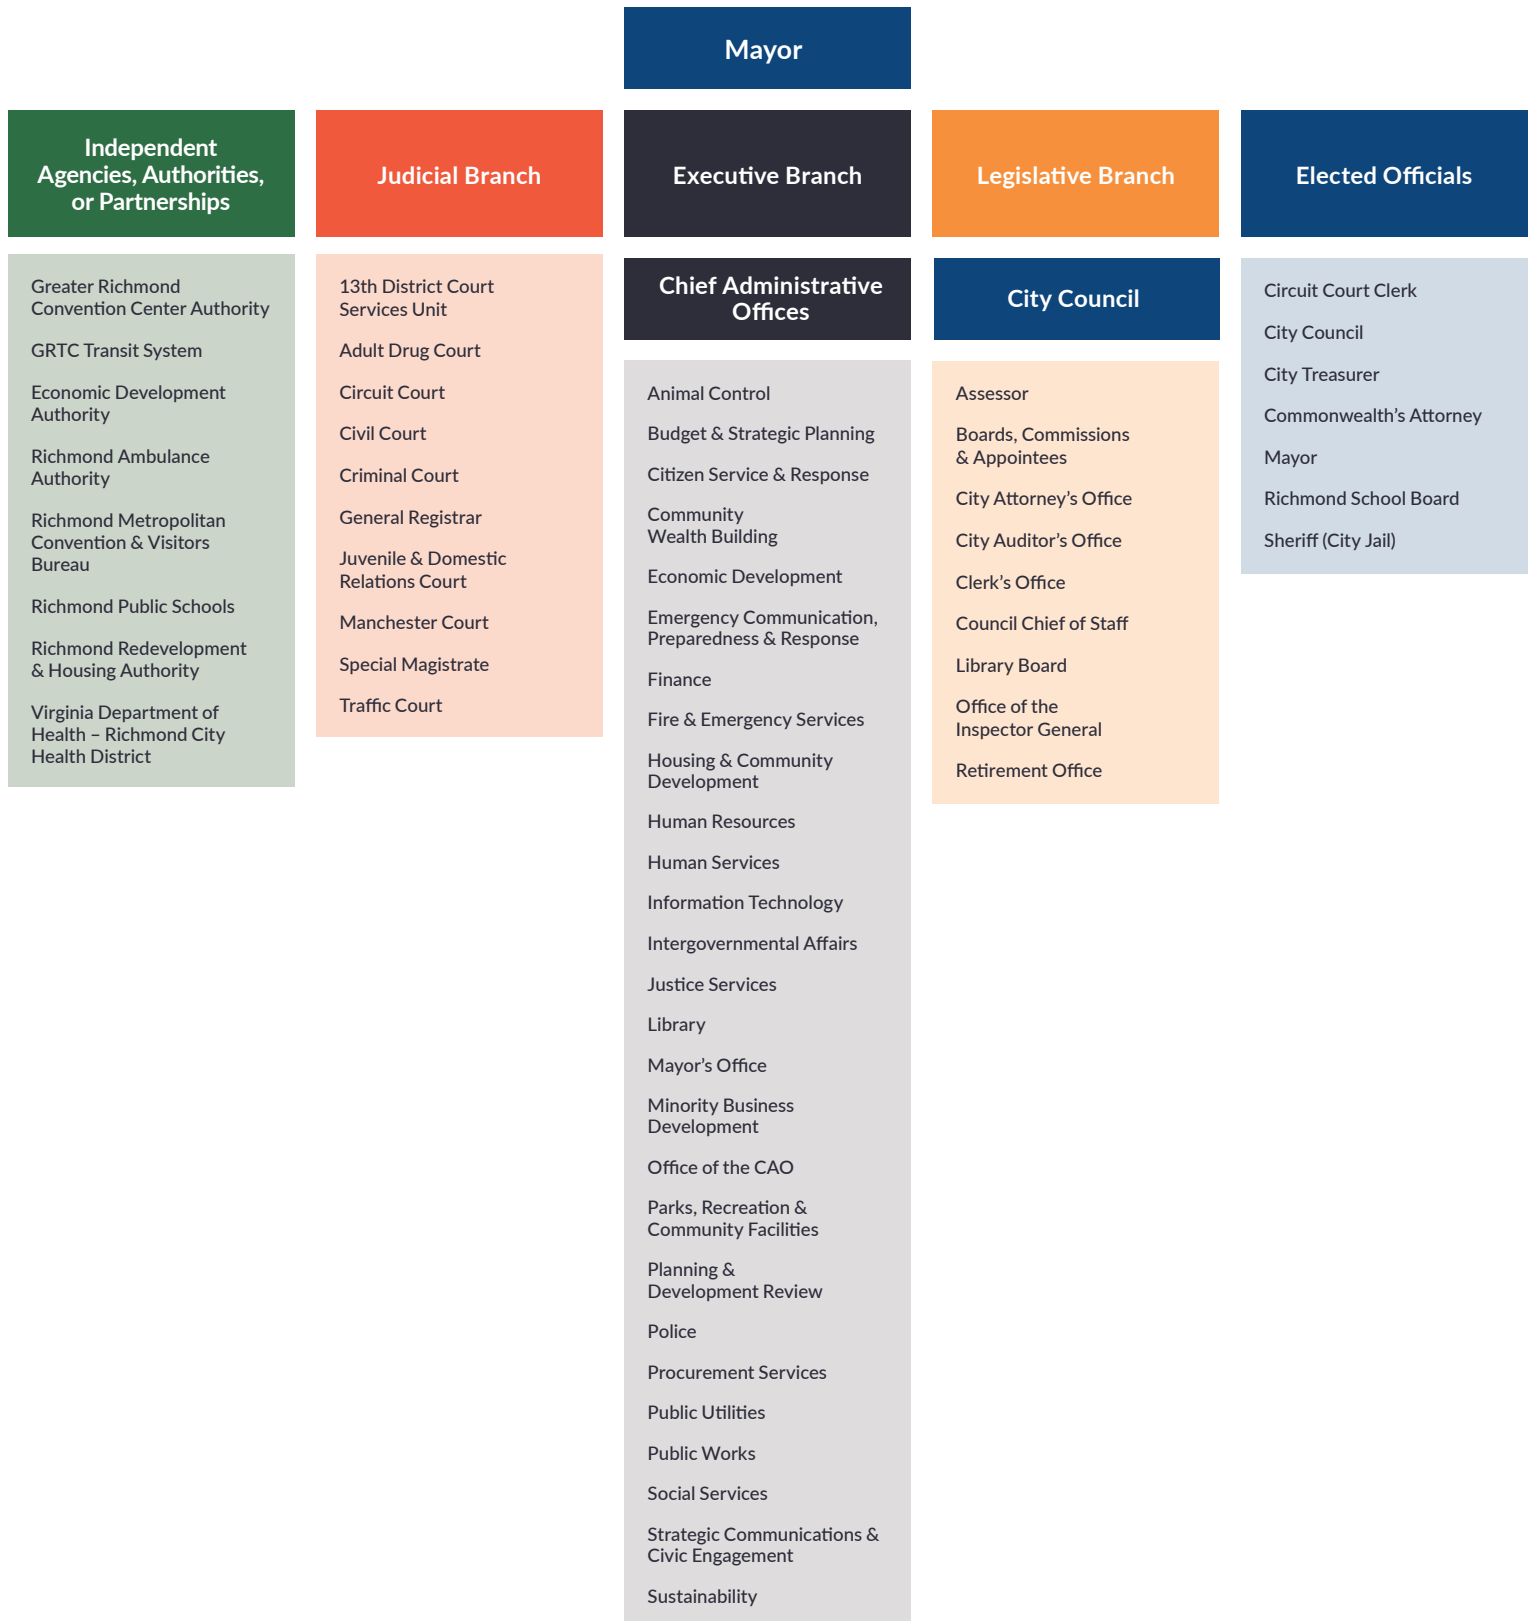 Mayor
Independent
Agencies, Authorities,
or Partnerships
Greater Richmond
Convention Center Authority
GRTC Transit System
Economic Development
Authority
Richmond Ambulance
Authority
Richmond Metropolitan
Convention & Visitors
Bureau
Richmond Public Schools
Richmond Redevelopment
& Housing Authority
Virginia Department of
Health – Richmond City
Health District
Judicial Branch
13th District Court
Services Unit
Adult Drug Court
Circuit Court
Civil Court
Criminal Court
General Registrar
Juvenile & Domestic
Relations Court
Manchester Court
Special Magistrate
Traffic Court
Executive Branch
Chief Administrative
Offices
Animal Control
Budget & Strategic Planning
Citizen Service & Response
Community
Wealth Building
Economic Development
Emergency Communication,
Preparedness & Response
Finance
Fire & Emergency Services
Housing & Community
Development
Human Resources
Human Services
Information Technology
Intergovernmental Affairs
Justice Services
Library
Mayor’s Office
Minority Business
Development
Office of the CAO
Parks, Recreation &
Community Facilities
Planning &
Development Review
Police
Procurement Services
Public Utilities
Public Works
Social Services
Strategic Communications &
Civic Engagement
Sustainability
Legislative Branch
City Council
Assessor
Boards, Commissions
& Appointees
City Attorney’s Office
City Auditor’s Office
Clerk’s Office
Council Chief of Staff
Library Board
Office of the
Inspector General
Retirement Office
Elected Officials
Circuit Court Clerk
City Council
City Treasurer
Commonwealth’s Attorney
Mayor
Richmond School Board
Sheriff (City Jail)